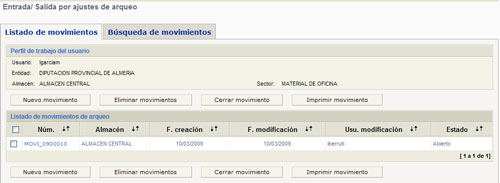 Entrada/ Salida por ajustes de arqueo
Listado de movimientos
Búsqueda de movimientos
Perfil de trabajo del usuario
Usuario: lgarciam
Entidad: DIPUTACION PROVINCIAL DE ALMERIA
Almacén: ALMACEN CENTRAL Sector: MATERIAL DE OFICINA
Nuevo movimiento Eliminar movimientos Cerrar movimiento Imprimir movimiento
Listado de movimientos de arqueo
Núm. Almacén F. creación F. modificación Usu. modificación Estado
MOVI_0900010 ALMACEN CENTRAL 10/03/2009 10/03/2009 lberruti Abierto
[ 1 a 1 de 1]
Nuevo movimiento Eliminar movimientos Cerrar movimiento Imprimir movimiento